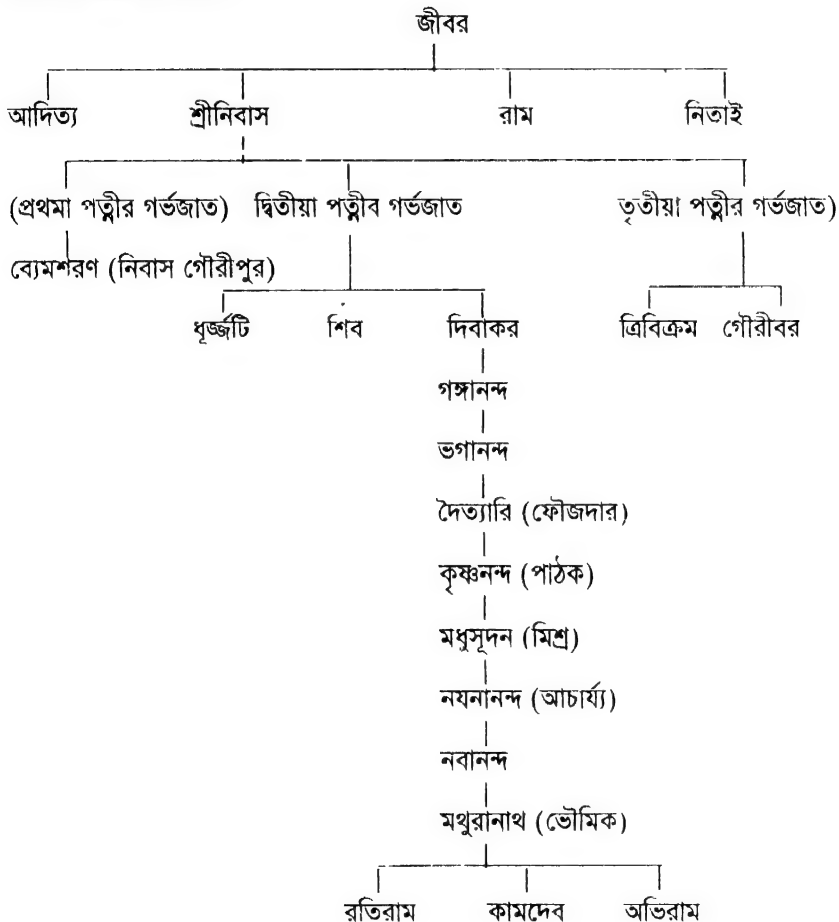 জীবর
আদিত্য শ্রীনিবাস রাম নিতাই
(প্রথমা পত্নীর গর্ভজাত) দ্বিতীয়া পত্নীব গর্ভজাত তৃতীয়া পত্নীর গর্ভজাত)
ব্যেমশরণ (নিবাস গৌরীপুর)
ধূর্জ্জটি শিব দিবাকর ত্রিবিক্রম গৌরীবর
গঙ্গানন্দ
ভগানন্দ
দৈত্যারি (ফৌজদার)
কৃষ্ণনন্দ (পাঠক)
মধুসূদন (মিশ্র)
নযনানন্দ (আচার্য্য)
নবানন্দ
মথুরানাথ (ভৌমিক)
রতিরাম কামদেব অভিরাম